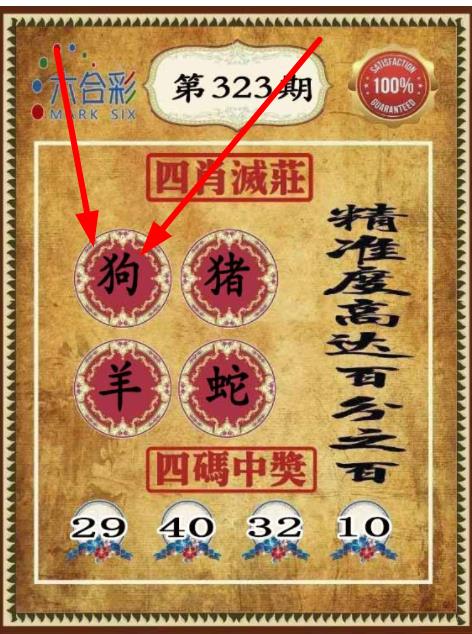 六合彩
MARK SIX
第323期
SATISFACTION
100%
GUARANTEED
四肖滅莊
狗
猪
羊
蛇
精准度高达百分之百
四碼中獎
29 40 32 10